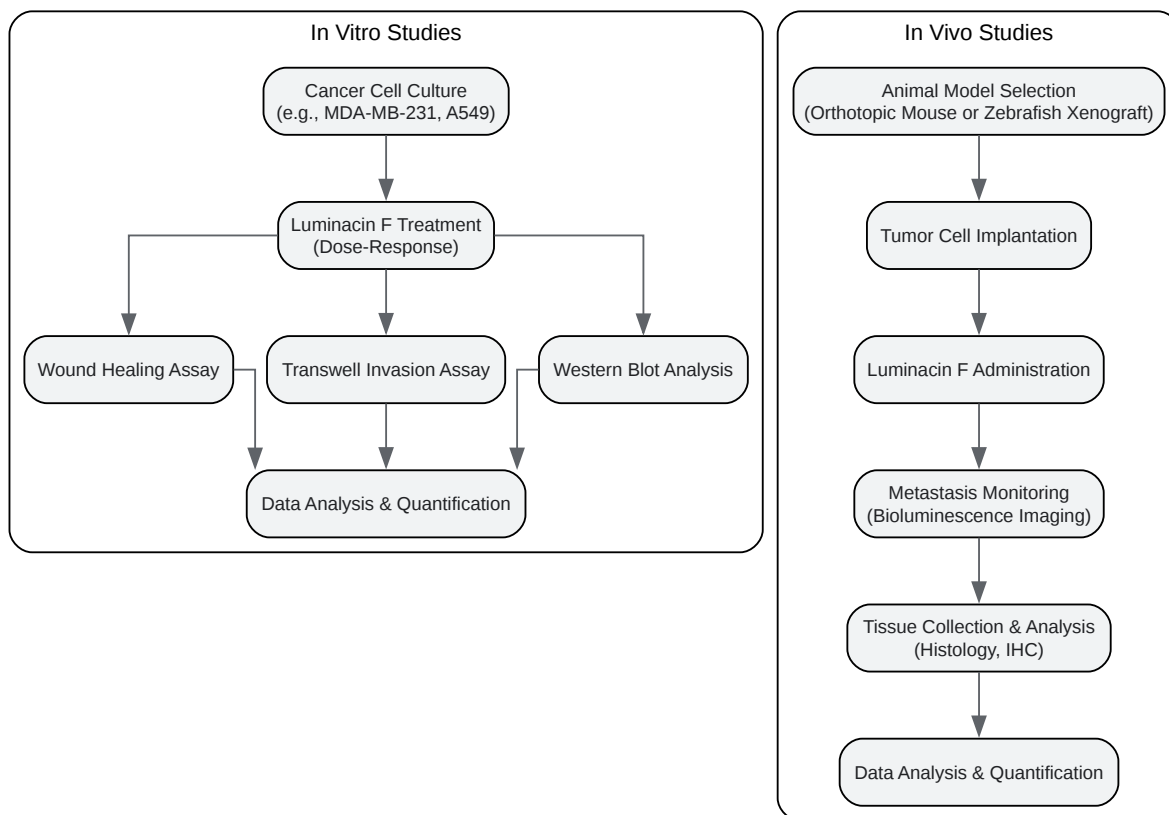 In Vitro Studies
Cancer Cell Culture
(e.g., MDA-MB-231, A549)
Luminacin F Treatment
(Dose-Response)
Wound Healing Assay
Transwell Invasion Assay
Western Blot Analysis
Data Analysis & Quantification
In Vivo Studies
Animal Model Selection
(Orthotopic Mouse or Zebrafish Xenograft)
Tumor Cell Implantation
Luminacin F Administration
Metastasis Monitoring
(Bioluminescence Imaging)
Tissue Collection & Analysis
(Histology, IHC)
Data Analysis & Quantification